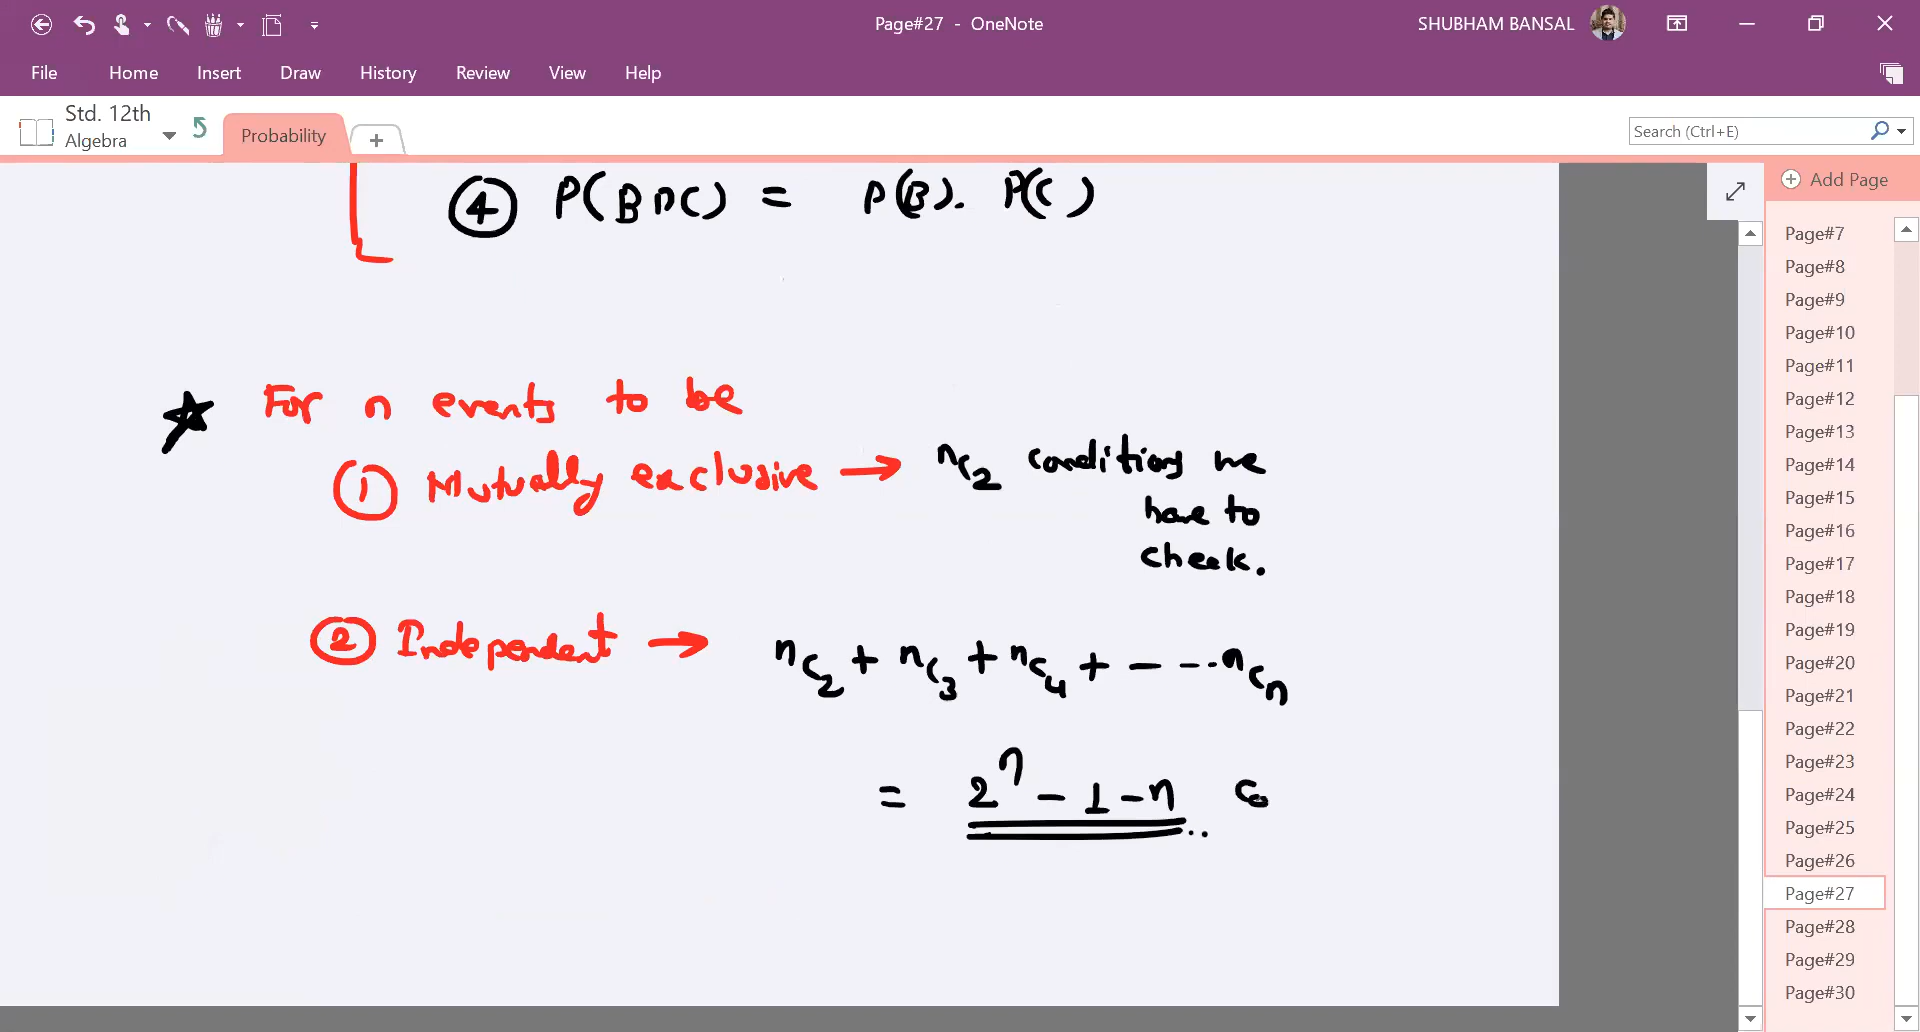 Page#27 - OneNote
SHUBHAM BANSAL
File Home Insert Draw History Review View Help
Std. 12th
Algebra
Probability
+
Search (Ctrl+E)
Add Page
④ P(B∩C) = P(B). P(C)
For n events to be
① Mutually exclusive → nC2 conditions we
have to
check.
② Independent → nC2 + nC3 + nC4 + - - -- nCn
= 2^n - 1 - n co
Page#7
Page#8
Page#9
Page#10
Page#11
Page#12
Page#13
Page#14
Page#15
Page#16
Page#17
Page#18
Page#19
Page#20
Page#21
Page#22
Page#23
Page#24
Page#25
Page#26
Page#27
Page#28
Page#29
Page#30